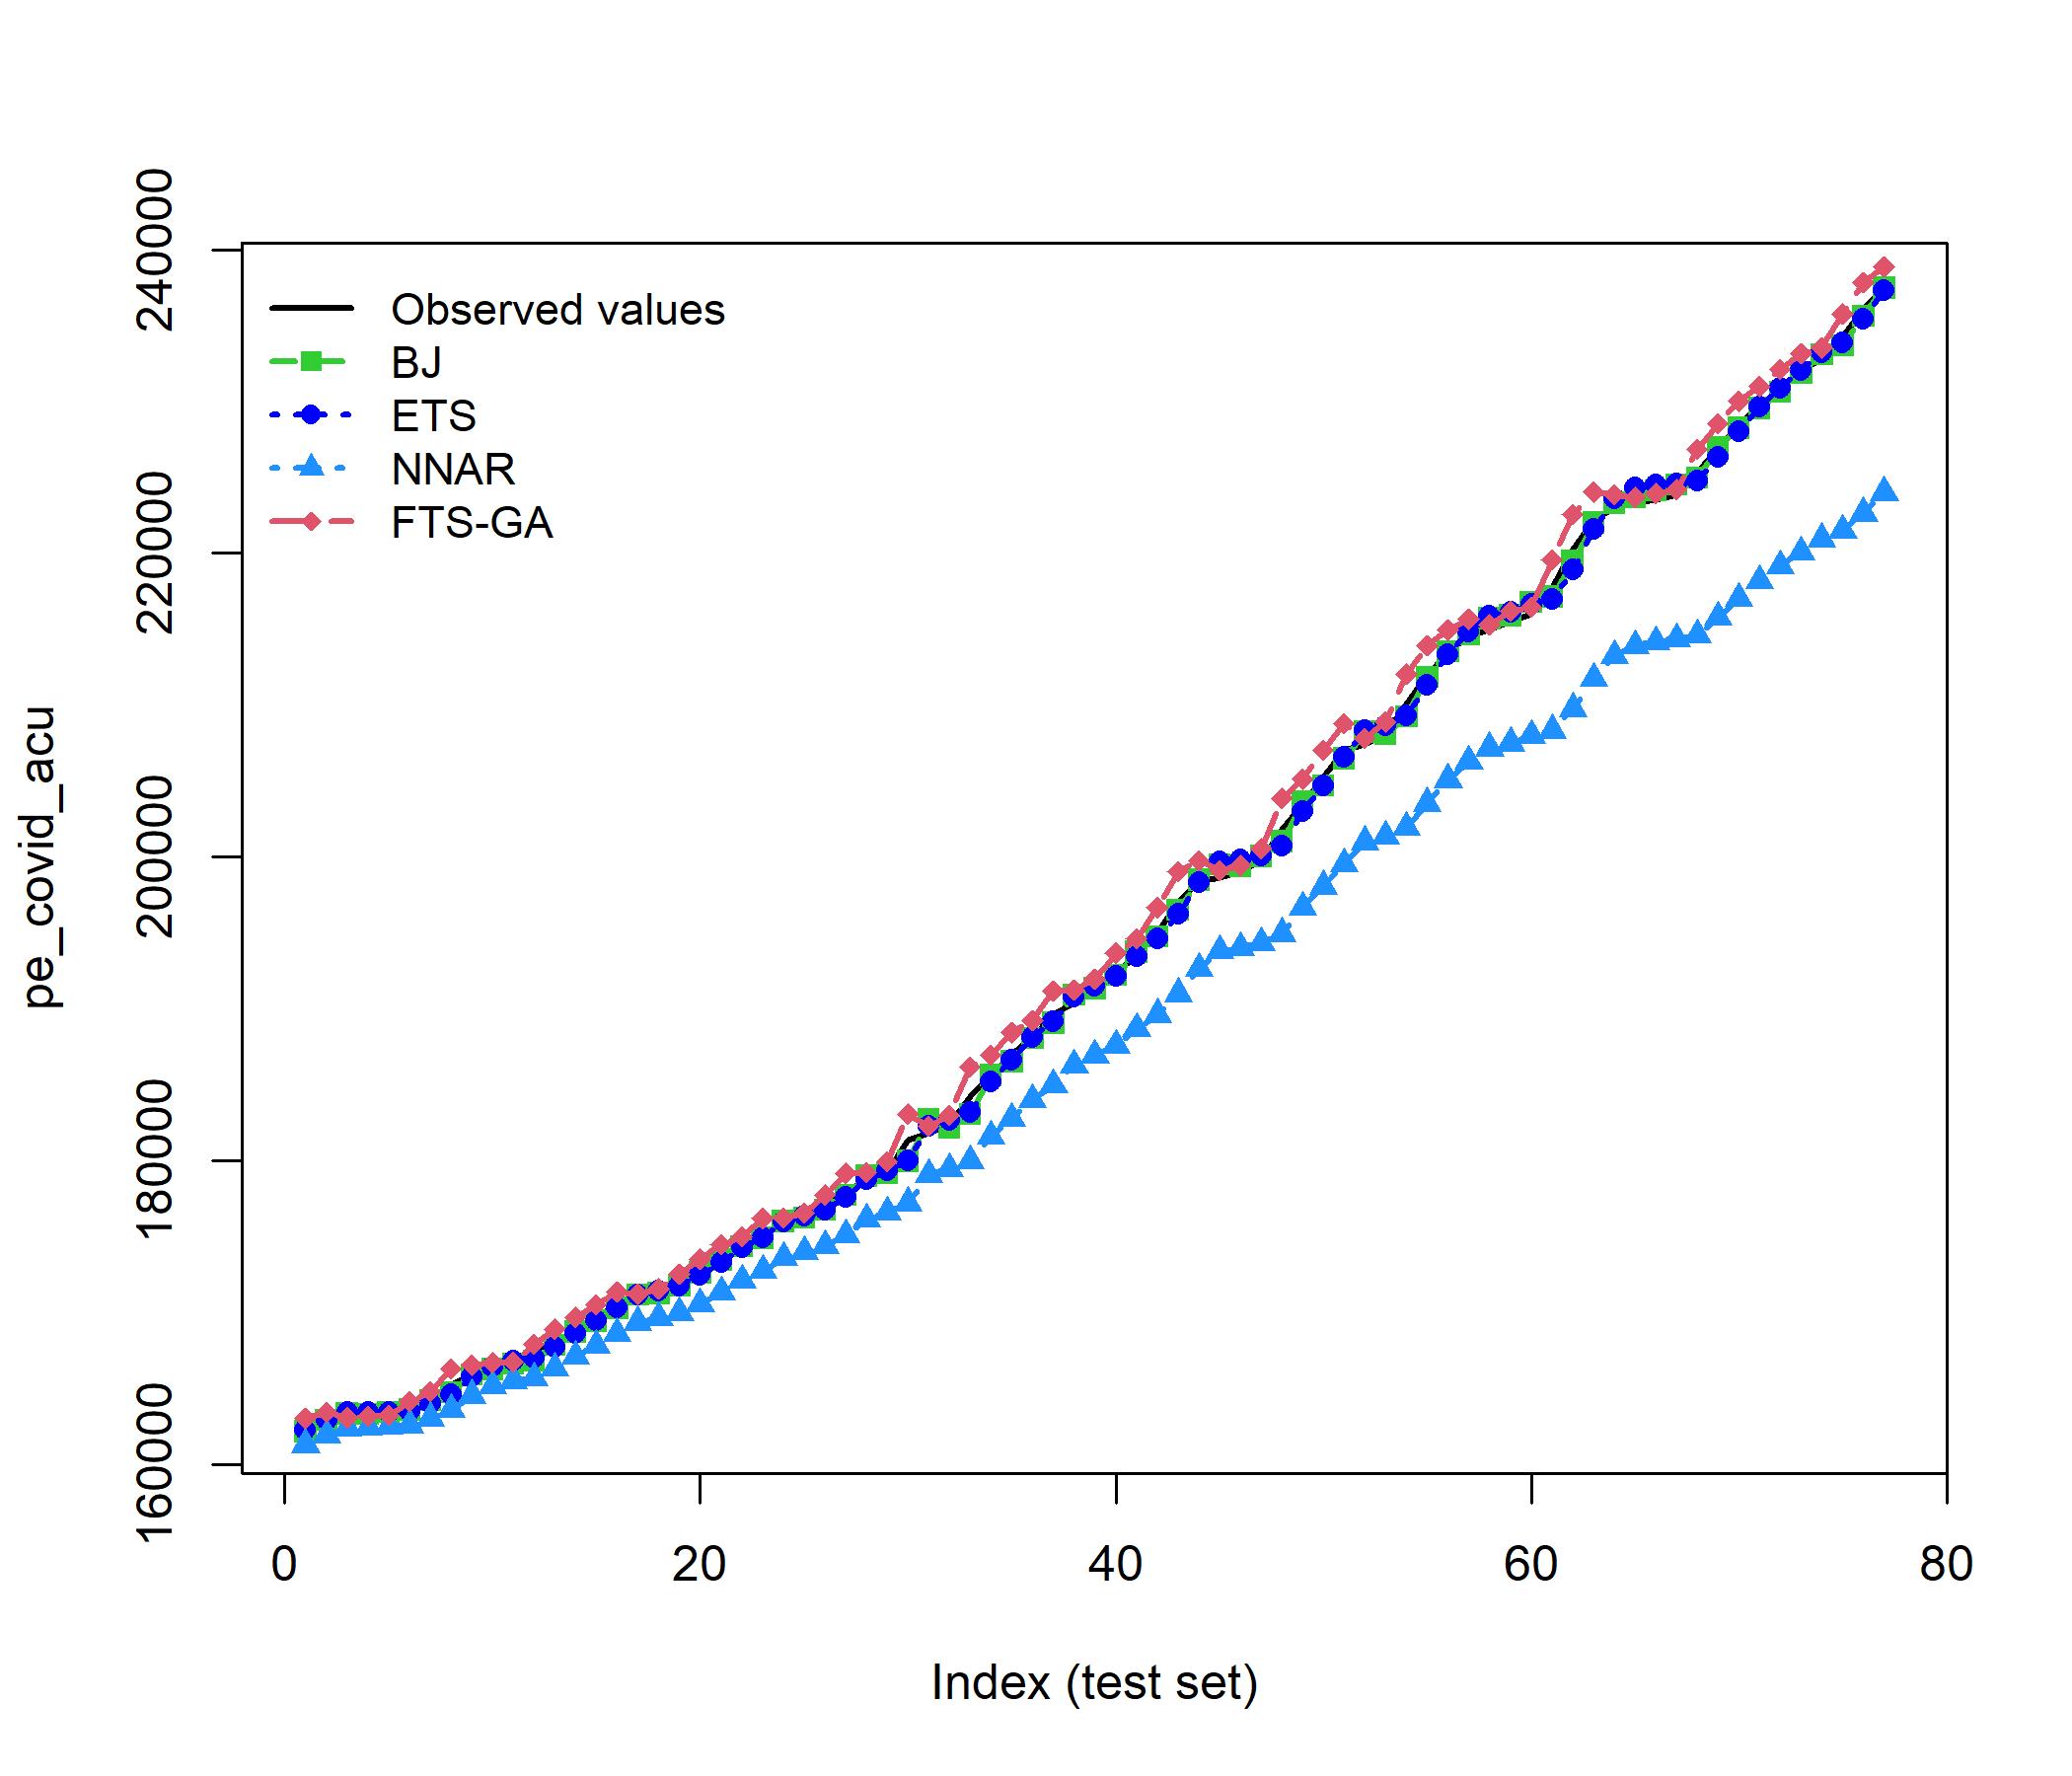 240000
220000
200000
180000
160000
pe_covid_acu
Observed values
BJ
ETS
NNAR
FTS-GA
0 20 40 60 80
Index (test set)